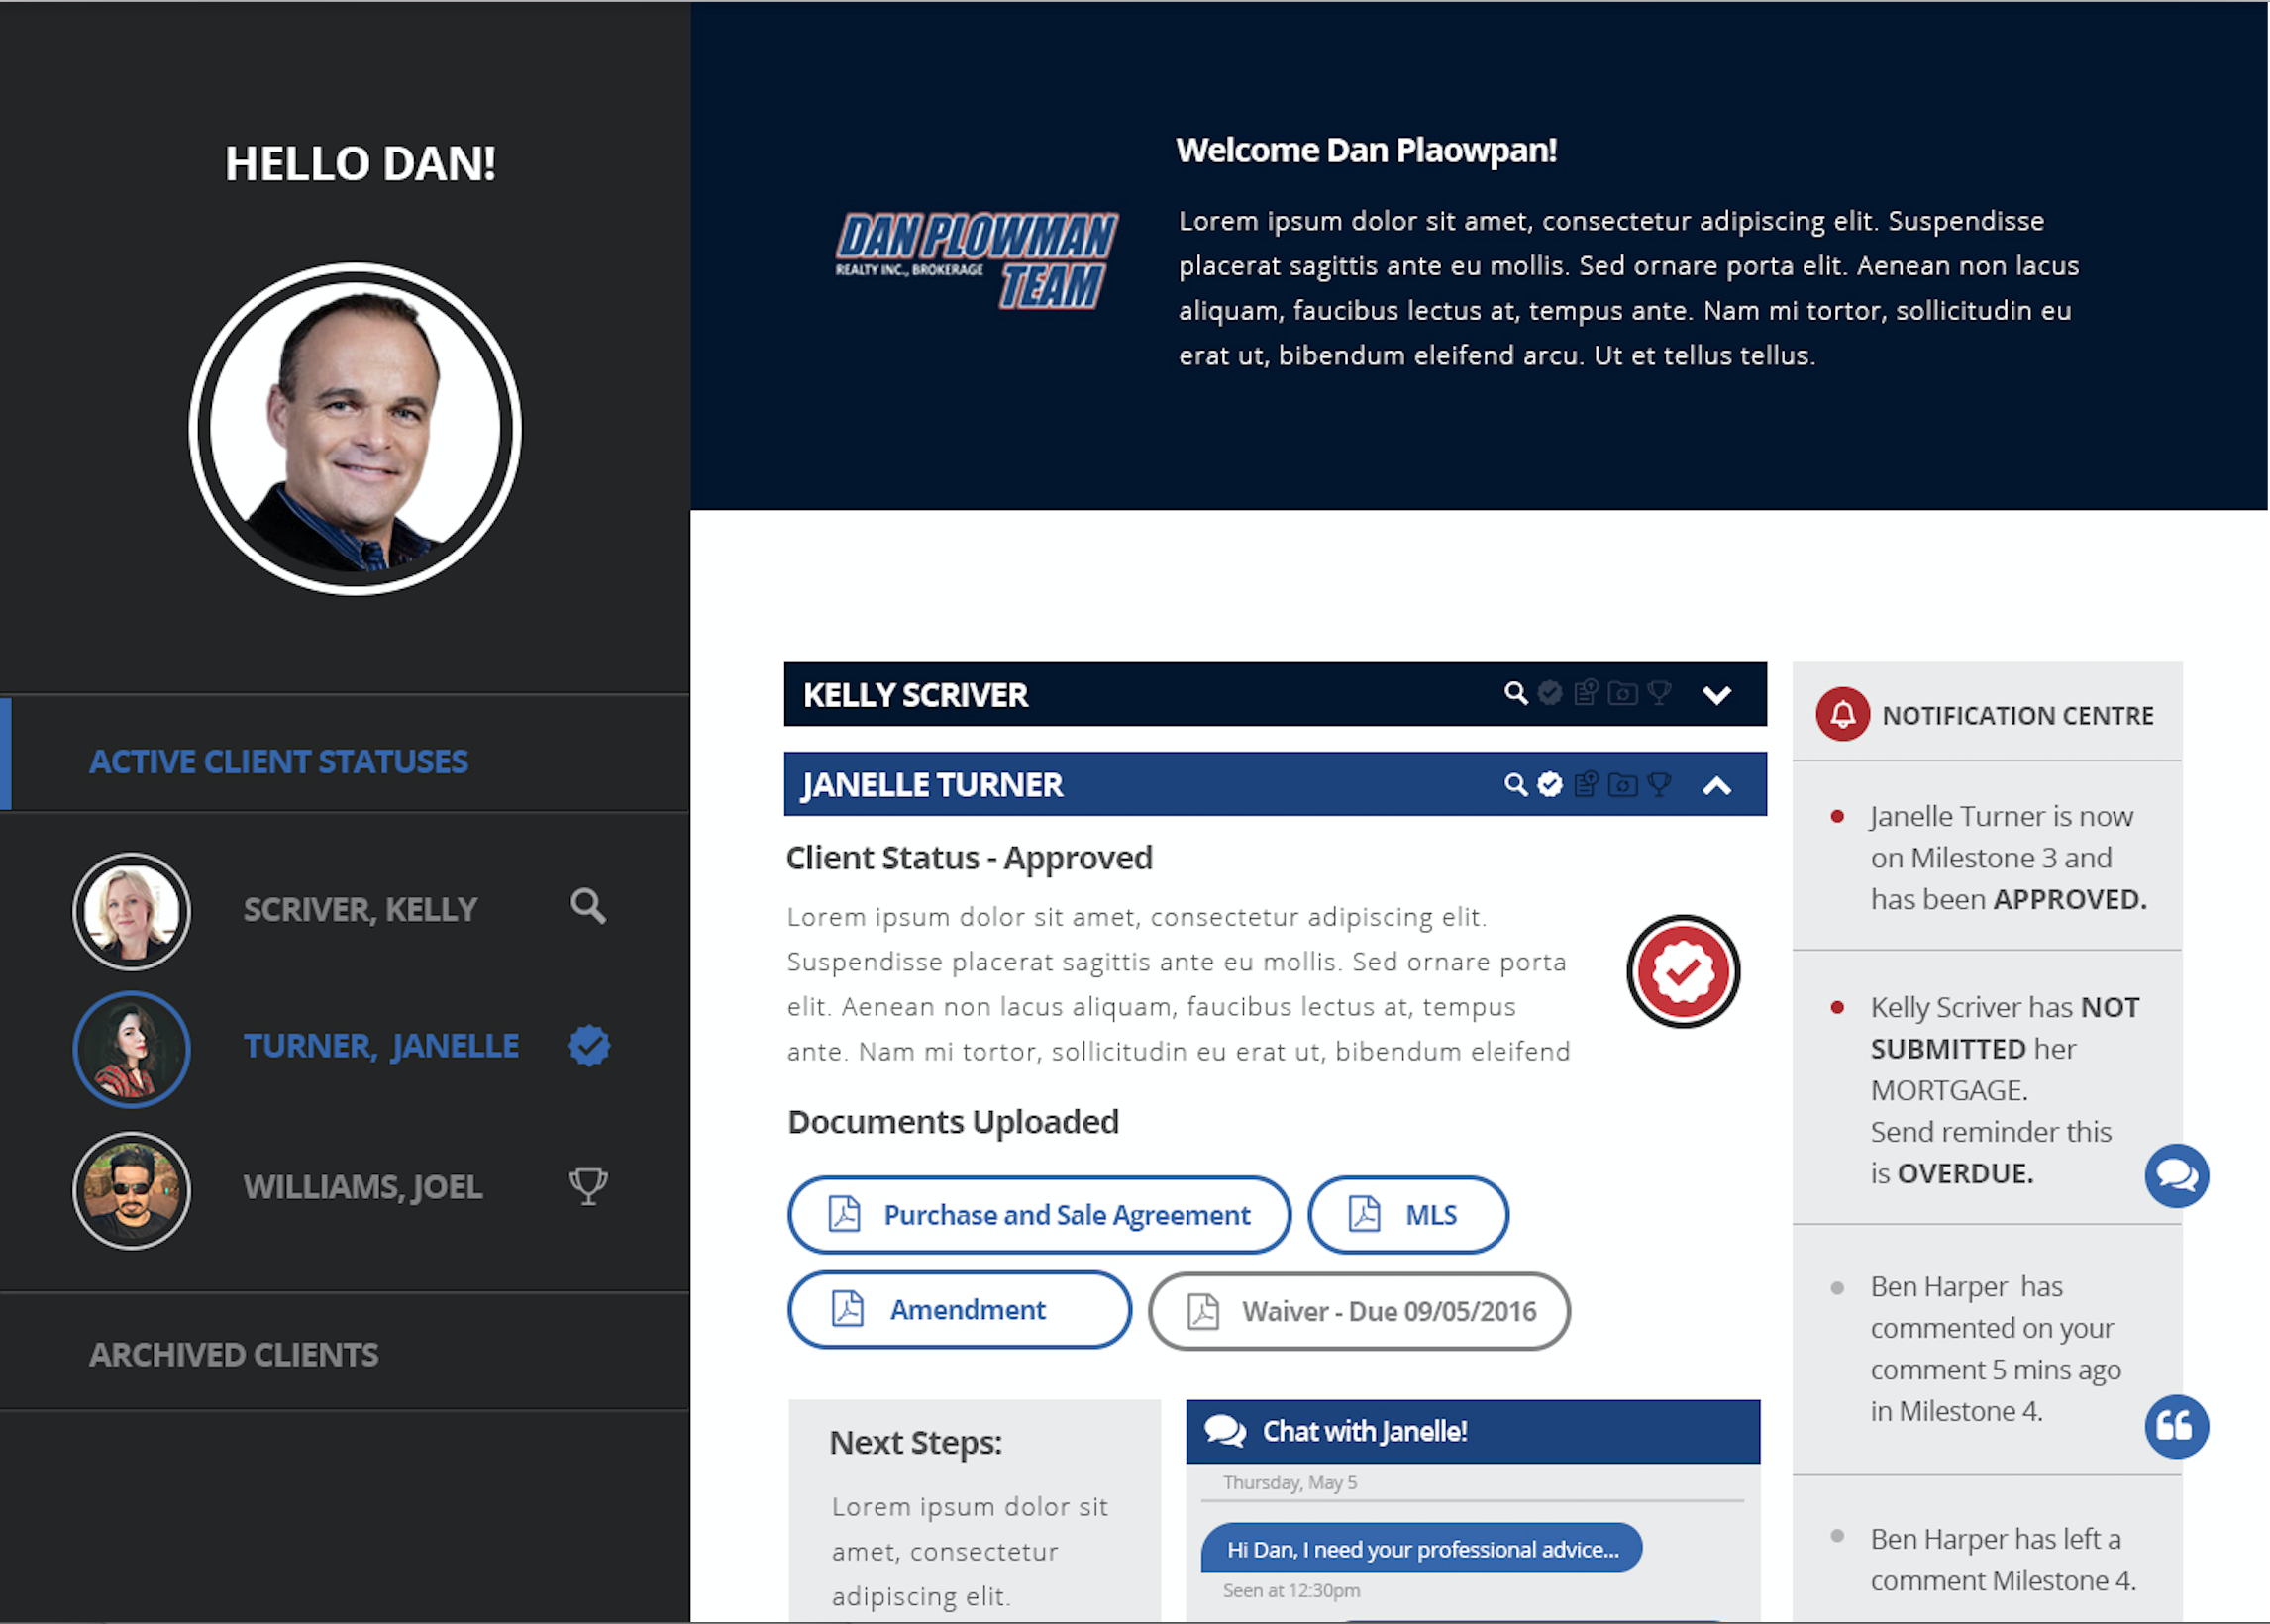 HELLO DAN!
ACTIVE CLIENT STATUSES
SCRIVER, KELLY
TURNER, JANELLE
WILLIAMS, JOEL
ARCHIVED CLIENTS
DAN PLOWMAN
REALTY INC., BROKERAGE
TEAM
Welcome Dan Plaowpan!
Lorem ipsum dolor sit amet, consectetur adipiscing elit. Suspendisse
placerat sagittis ante eu mollis. Sed ornare porta elit. Aenean non lacus
aliquam, faucibus lectus at, tempus ante. Nam mi tortor, sollicitudin eu
erat ut, bibendum eleifend arcu. Ut et tellus tellus.
KELLY SCRIVER
JANELLE TURNER
Client Status - Approved
Lorem ipsum dolor sit amet, consectetur adipiscing elit.
Suspendisse placerat sagittis ante eu mollis. Sed ornare porta
elit. Aenean non lacus aliquam, faucibus lectus at, tempus
ante. Nam mi tortor, sollicitudin eu erat ut, bibendum eleifend
Documents Uploaded
Purchase and Sale Agreement
MLS
Amendment
Waiver - Due 09/05/2016
Next Steps:
Lorem ipsum dolor sit
amet, consectetur
adipiscing elit.
Chat with Janelle!
Thursday, May 5
Hi Dan, I need your professional advice...
Seen at 12:30pm
NOTIFICATION CENTRE
Janelle Turner is now
on Milestone 3 and
has been APPROVED.
Kelly Scriver has NOT
SUBMITTED her
MORTGAGE.
Send reminder this
is OVERDUE.
Ben Harper  has
commented on your
comment 5 mins ago
in Milestone 4.
Ben Harper has left a
comment Milestone 4.